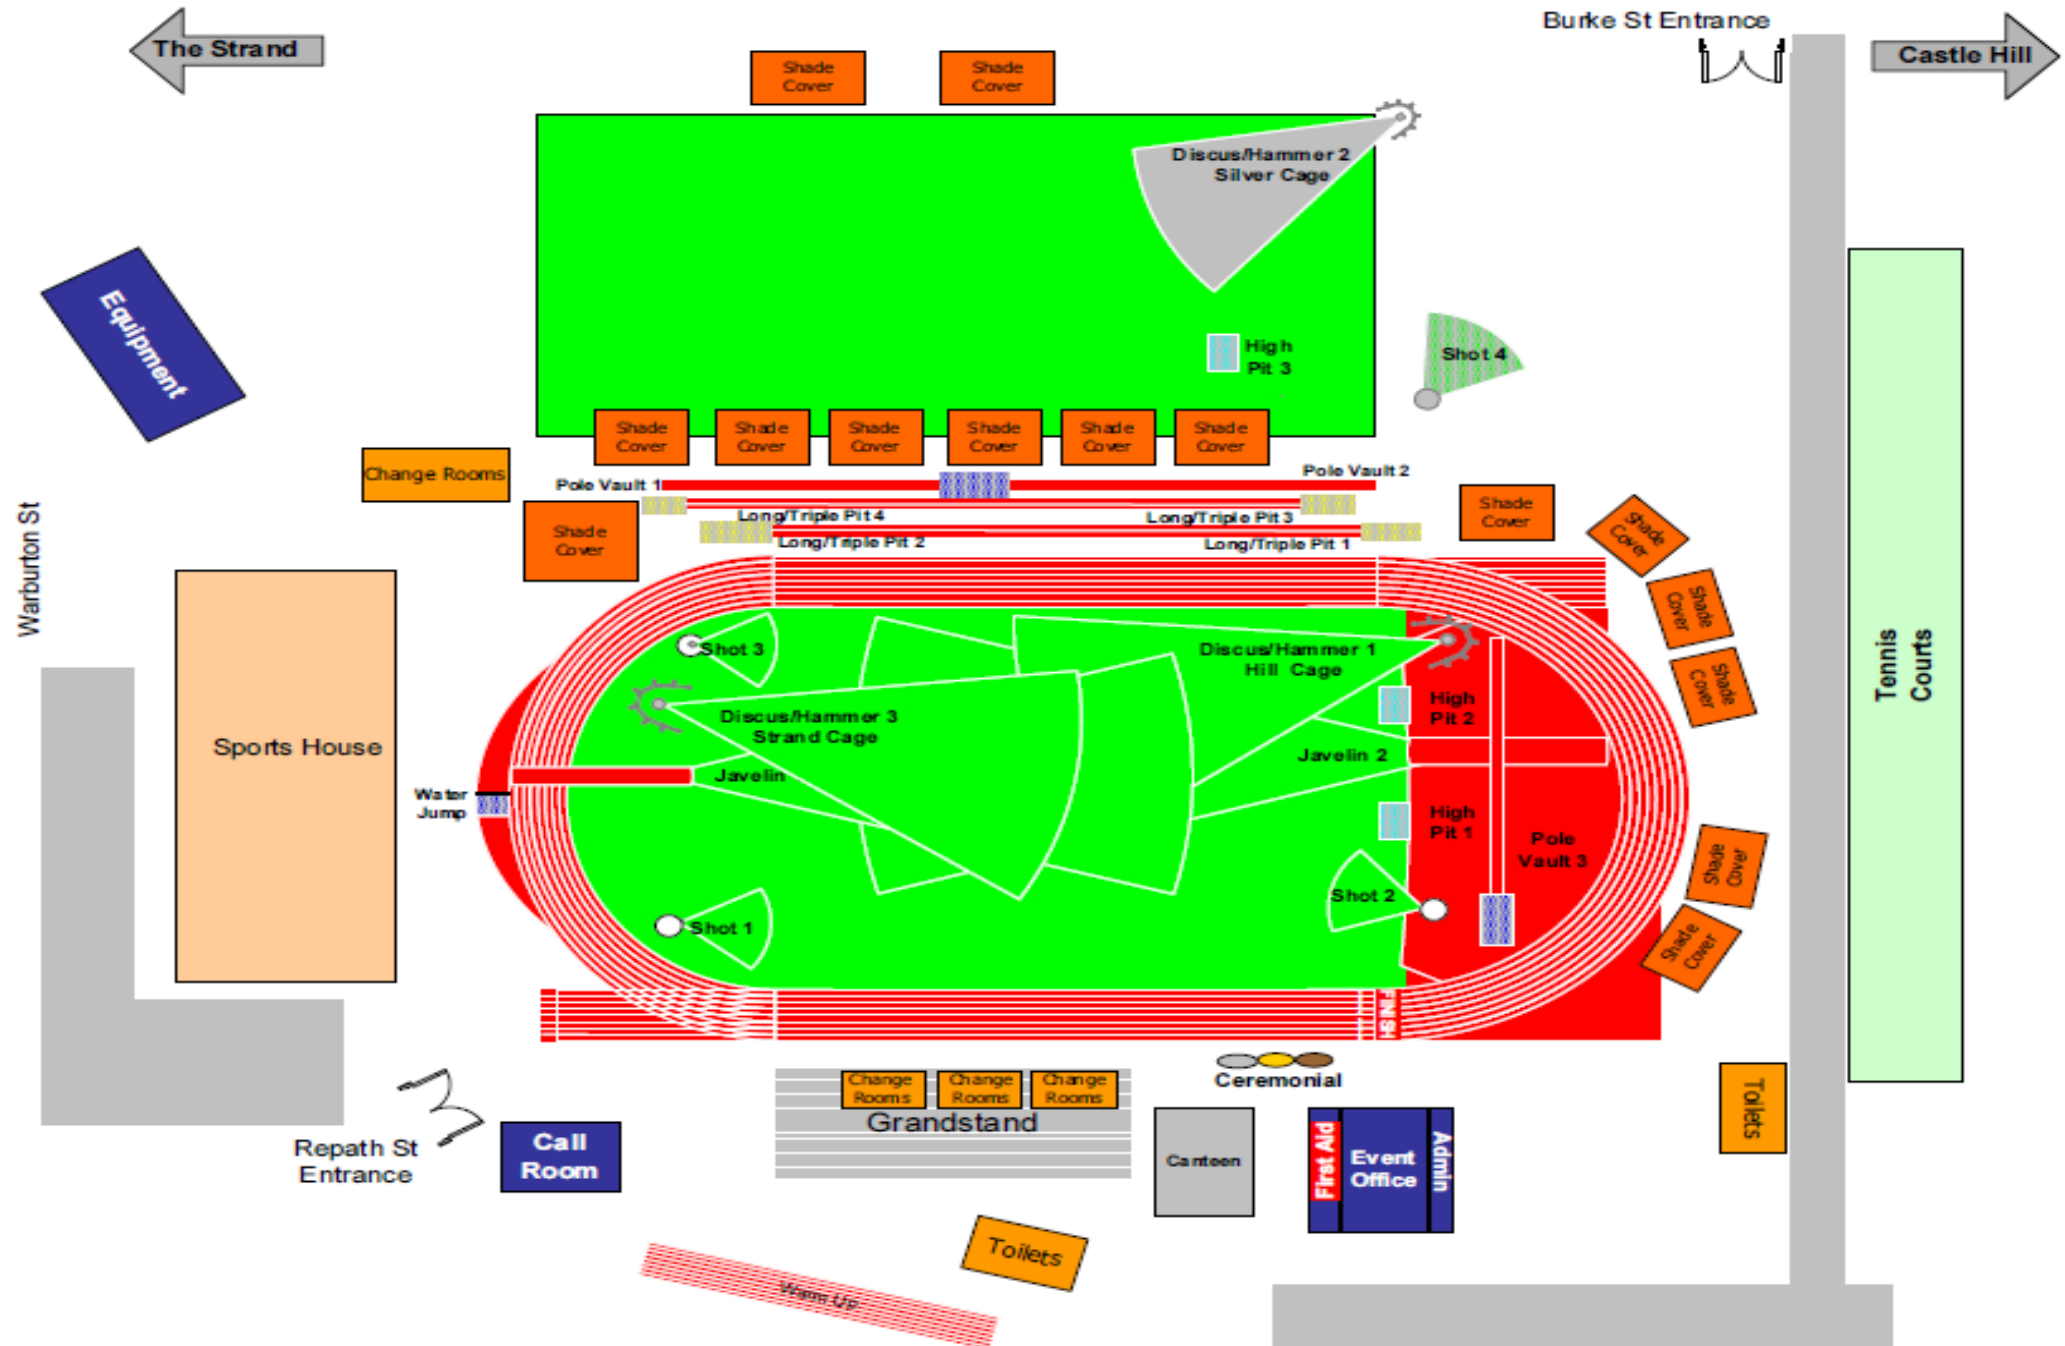 Burke St Entrance
The Strand
Castle Hill
Shade
Cover
Shade
Cover
Discus/Hammer 2
Silver Cage
Equipment
High
Pit 3
Shot 4
Shade
Cover
Shade
Cover
Shade
Cover
Shade
Cover
Shade
Cover
Shade
Cover
Change Rooms
Pole Vault 1
Pole Vault 2
Long/Triple Pit 4
Long/Triple Pit 3
Long/Triple Pit 2
Long/Triple Pit 1
Shade
Cover
Shade
Cover
Shade
Cover
Shade
Cover
Shade
Cover
Warburton St
Sports House
Tennis
Courts
Shot 3
Discus/Hammer 1
Hill Cage
Discus/Hammer 3
Strand Cage
High
Pit 2
Javelin
Javelin 2
Water
Jump
High
Pit 1
Pole
Vault 3
Shot 2
Shot 1
Shade
Cover
Shade
Cover
FINISH
Ceremonial
Change
Rooms
Change
Rooms
Change
Rooms
Grandstand
Toilets
Repath St
Entrance
Call
Room
Canteen
First Aid
Event
Office
Admin
Toilets
Warm Up